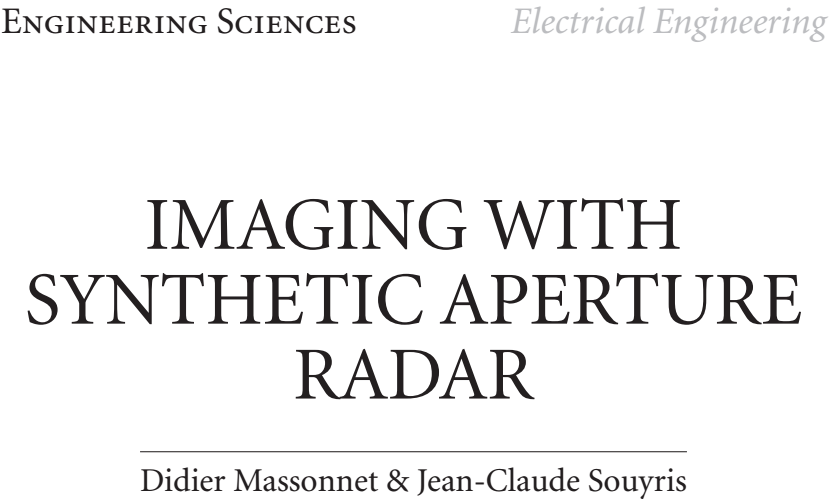 Engineering Sciences
Electrical Engineering
IMAGING WITH
SYNTHETIC APERTURE
RADAR
Didier Massonnet & Jean-Claude Souyris